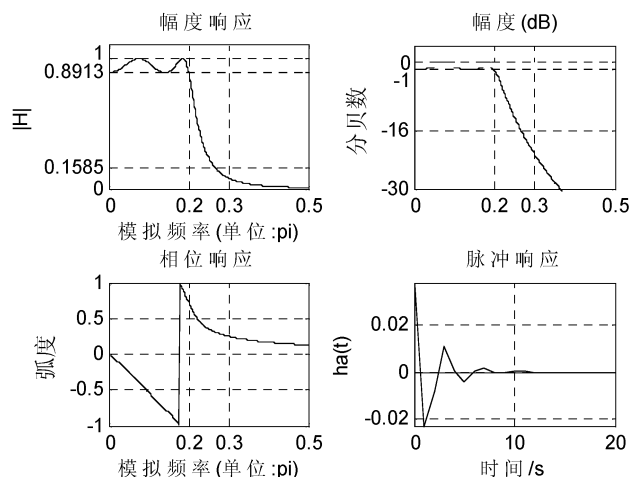 幅度响应
|H|
1
0.8913
0.1585
0
0
0.2
0.3
0.5
模拟频率(单位:pi)
幅度(dB)
分贝数
0
-1
-16
-30
0
0.2
0.3
0.5
相位响应
弧度
1
0.5
0
-0.5
-1
0
0.2
0.3
0.5
模拟频率(单位:pi)
脉冲响应
ha(t)
0.02
0
-0.02
0
10
20
时间/s